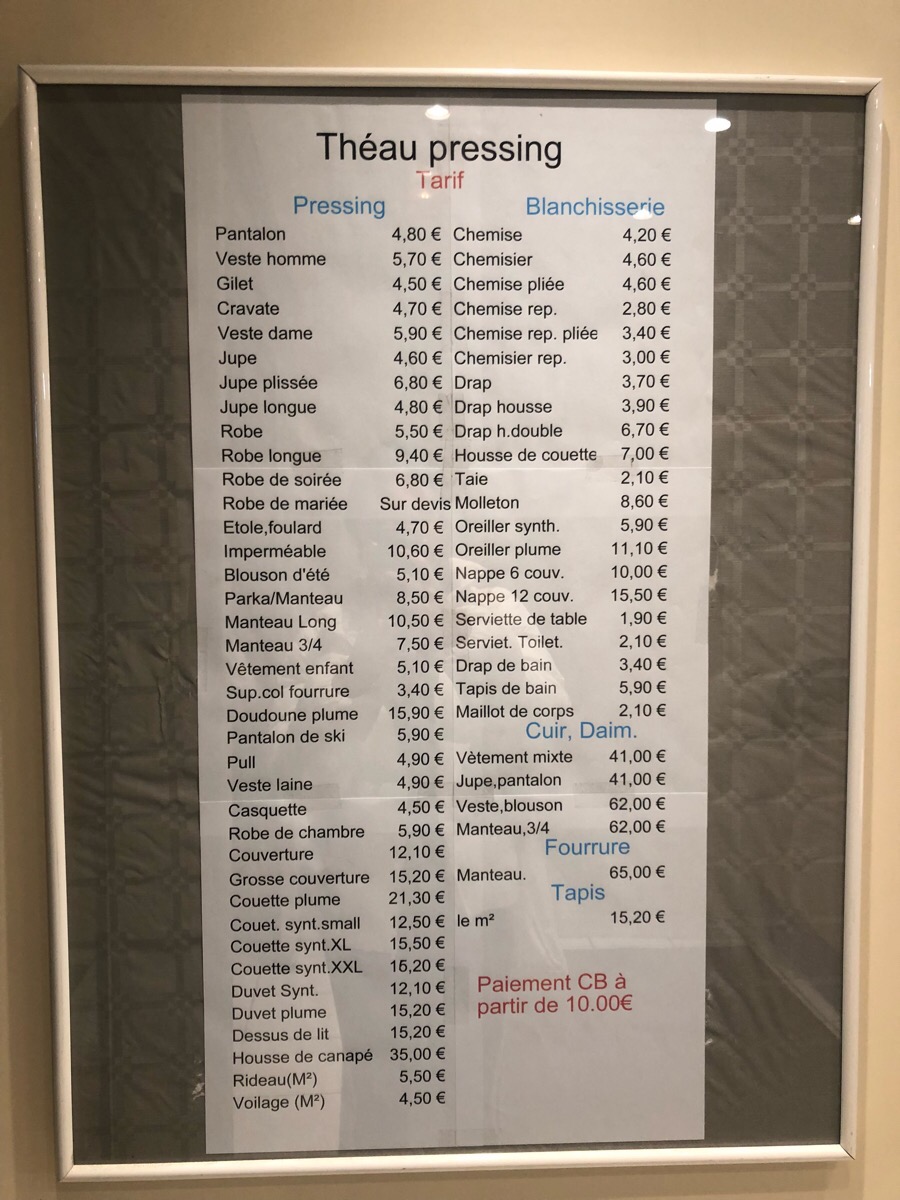 Théau pressing
Tarif
Pressing
Pantalon 4,80 €
Veste homme 5,70 €
Gilet 4,50 €
Cravate 4,70 €
Veste dame 5,90 €
Jupe 4,60 €
Jupe plissée 6,80 €
Jupe longue 4,80 €
Robe 5,50 €
Robe longue 9,40 €
Robe de soirée 6,80 €
Robe de mariée Sur devis
Etole,foulard 4,70 €
Imperméable 10,60 €
Blouson d'été 5,10 €
Parka/Manteau 8,50 €
Manteau Long 10,50 €
Manteau 3/4 7,50 €
Vêtement enfant 5,10 €
Sup.col fourrure 3,40 €
Doudoune plume 15,90 €
Pantalon de ski 5,90 €
Pull 4,90 €
Veste laine 4,90 €
Casquette 4,50 €
Robe de chambre 5,90 €
Couverture 12,10 €
Grosse couverture 15,20 €
Couette plume 21,30 €
Couet. synt.small 12,50 €
Couette synt.XL 15,50 €
Couette synt.XXL 16,20 €
Duvet Synt. 12,10 €
Duvet plume 15,20 €
Dessus de lit 15,20 €
Housse de canapé 35,00 €
Rideau(M²) 5,50 €
Voilage (M²) 4,50 €
Blanchisserie
Chemise 4,20 €
Chemisier 4,60 €
Chemise pliée 4,60 €
Chemise rep. 2,80 €
Chemise rep. pliée 3,40 €
Chemisier rep. 3,00 €
Drap 3,70 €
Drap housse 3,90 €
Drap h.double 6,70 €
Housse de couette 7,00 €
Taie 2,10 €
Molleton 8,60 €
Oreiller synth. 5,90 €
Oreiller plume 11,10 €
Nappe 6 couv. 10,00 €
Nappe 12 couv. 15,50 €
Serviette de table 1,90 €
Serviet. Toilet. 2,10 €
Drap de bain 3,40 €
Tapis de bain 5,90 €
Maillot de corps 2,10 €
Cuir, Daim.
Vètement mixte 41,00 €
Jupe,pantalon 41,00 €
Veste,blouson 62,00 €
Manteau,3/4 62,00 €
Fourrure
Manteau. 65,00 €
Tapis
le m² 15,20 €
Paiement CB à
partir de 10.00€